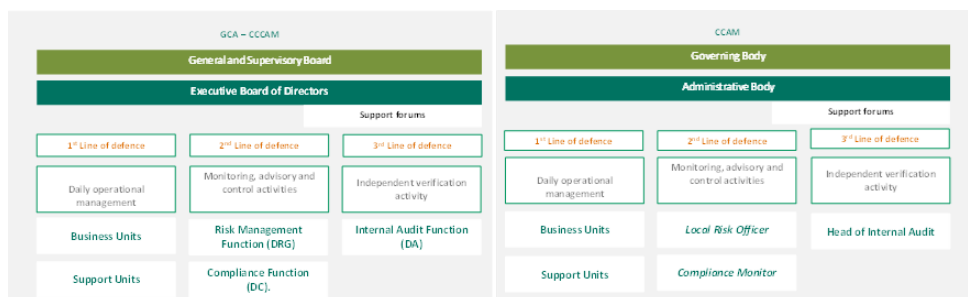 GCA – CCCAM
General and Supervisory Board
Executive Board of Directors
Support forums
1st Line of defence
2nd Line of defence
3rd Line of defence
Daily operational
management
Monitoring, advisory and
control activities
Independent verification
activity
Business Units
Risk Management
Function (DRG)
Internal Audit Function
(DA)
Support Units
Compliance Function
(DC).
CCAM
Governing Body
Administrative Body
Support forums
1st Line of defence
2nd Line of defence
3rd Line of defence
Daily operational
management
Monitoring, advisory and
control activities
Independent verification
activity
Business Units
Local Risk Officer
Head of Internal Audit
Support Units
Compliance Monitor